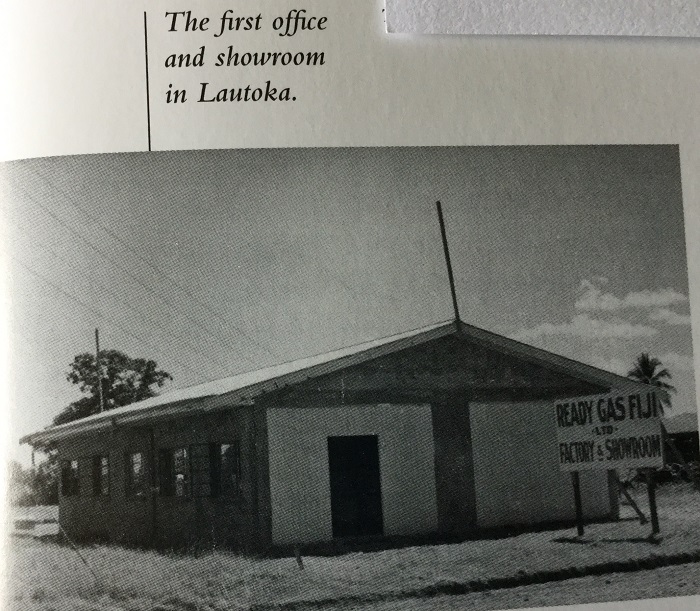 The first office
and showroom
in Lautoka.
READY GAS FIJI
-LTD-
FACTORY & SHOWROOM